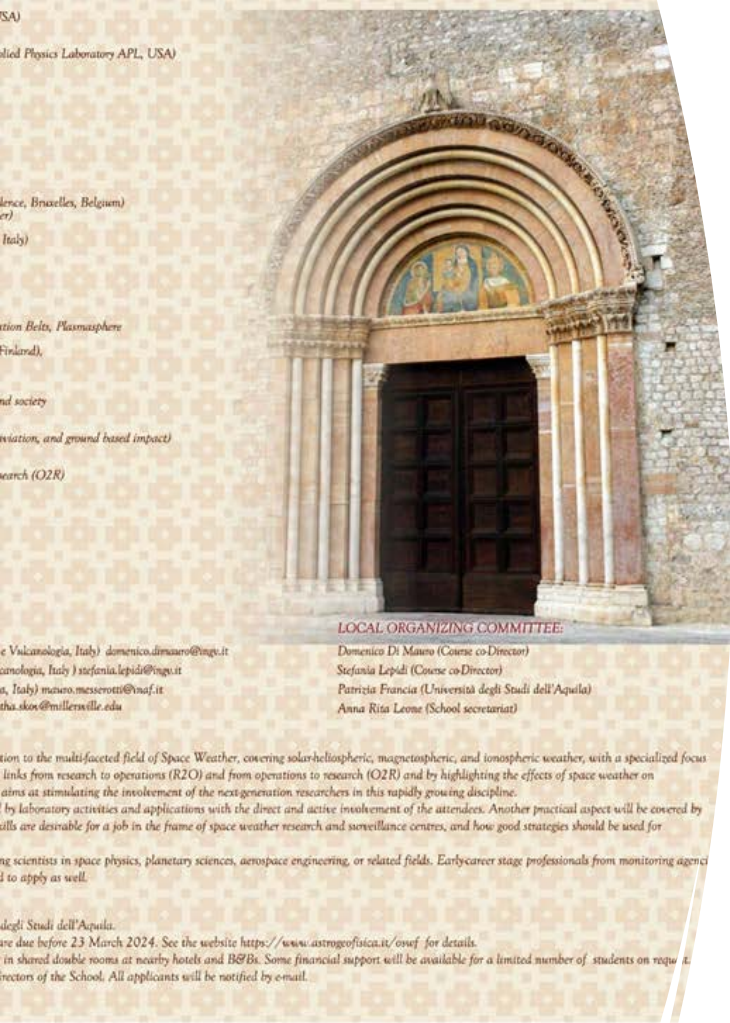 USA)
plied Physics Laboratory APL, USA)
lence, Bruxelles, Belgium)
er)
Italy)
ation Belts, Plasmasphere
Finland),
nd society
viation, and ground based impact)
search (O2R)
LOCAL ORGANIZING COMMITTEE:
e Vulcanologia, Italy) domenico.dimauro@ingv.it
canologia, Italy ) stefania.lepidi@ingv.it
a, Italy) mauro.messerotti@inaf.it
tha.skov@millersville.edu
Domenico Di Mauro (Course co-Director)
Stefania Lepidi (Course co-Director)
Patrizia Francia (Università degli Studi dell'Aquila)
Anna Rita Leone (School secretariat)
tion to the multi-faceted field of Space Weather, covering solar-heliospheric, magnetospheric, and ionospheric weather, with a specialized focus
links from research to operations (R2O) and from operations to research (O2R) and by highlighting the effects of space weather on
aims at stimulating the involvement of the next-generation researchers in this rapidly growing discipline.
l by laboratory activities and applications with the direct and active involvement of the attendees. Another practical aspect will be covered by
kills are desirable for a job in the frame of space weather research and surveillance centres, and how good strategies should be used for
ng scientists in space physics, planetary sciences, aerospace engineering, or related fields. Early-career stage professionals from monitoring agenci
d to apply as well.
degli Studi dell'Aquila.
are due before 23 March 2024. See the website https://www.astrogeofisica.it/oswf for details.
in shared double rooms at nearby hotels and B&Bs. Some financial support will be available for a limited number of students on request.
irectors of the School. All applicants will be notified by e-mail.